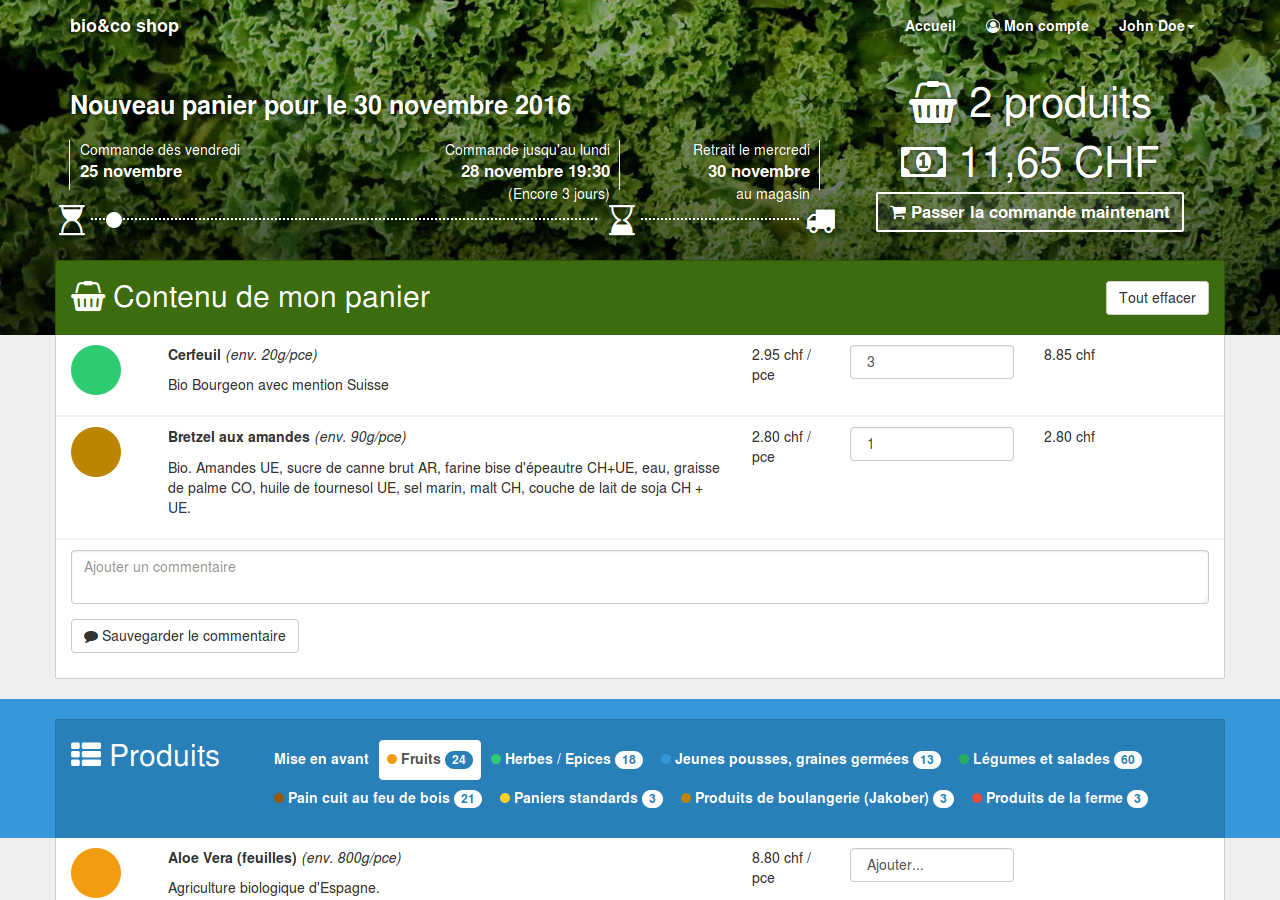 bio&co shop
Accueil
Mon compte
John Doe
Nouveau panier pour le 30 novembre 2016
Commande dès vendredi
25 novembre
Commande jusqu'au lundi
28 novembre 19:30
(Encore 3 jours)
Retrait le mercredi
30 novembre
au magasin
2 produits
1
11,65 CHF
Passer la commande maintenant
Contenu de mon panier
Tout effacer
Cerfeuil (env. 20g/pce)
Bio Bourgeon avec mention Suisse
2.95 chf /
pce
3
8.85 chf
Bretzel aux amandes (env. 90g/pce)
Bio. Amandes UE, sucre de canne brut AR, farine bise d'épeautre CH+UE, eau, graisse
de palme CO, huile de tournesol UE, sel marin, malt CH, couche de lait de soja CH +
UE.
2.80 chf /
pce
1
2.80 chf
Ajouter un commentaire
Sauvegarder le commentaire
Produits
Mise en avant
Fruits 24
Herbes / Epices 18
Jeunes pousses, graines germées 13
Légumes et salades 60
Pain cuit au feu de bois 21
Paniers standards 3
Produits de boulangerie (Jakober) 3
Produits de la ferme 3
Aloe Vera (feuilles) (env. 800g/pce)
Agriculture biologique d'Espagne.
8.80 chf /
pce
Ajouter...